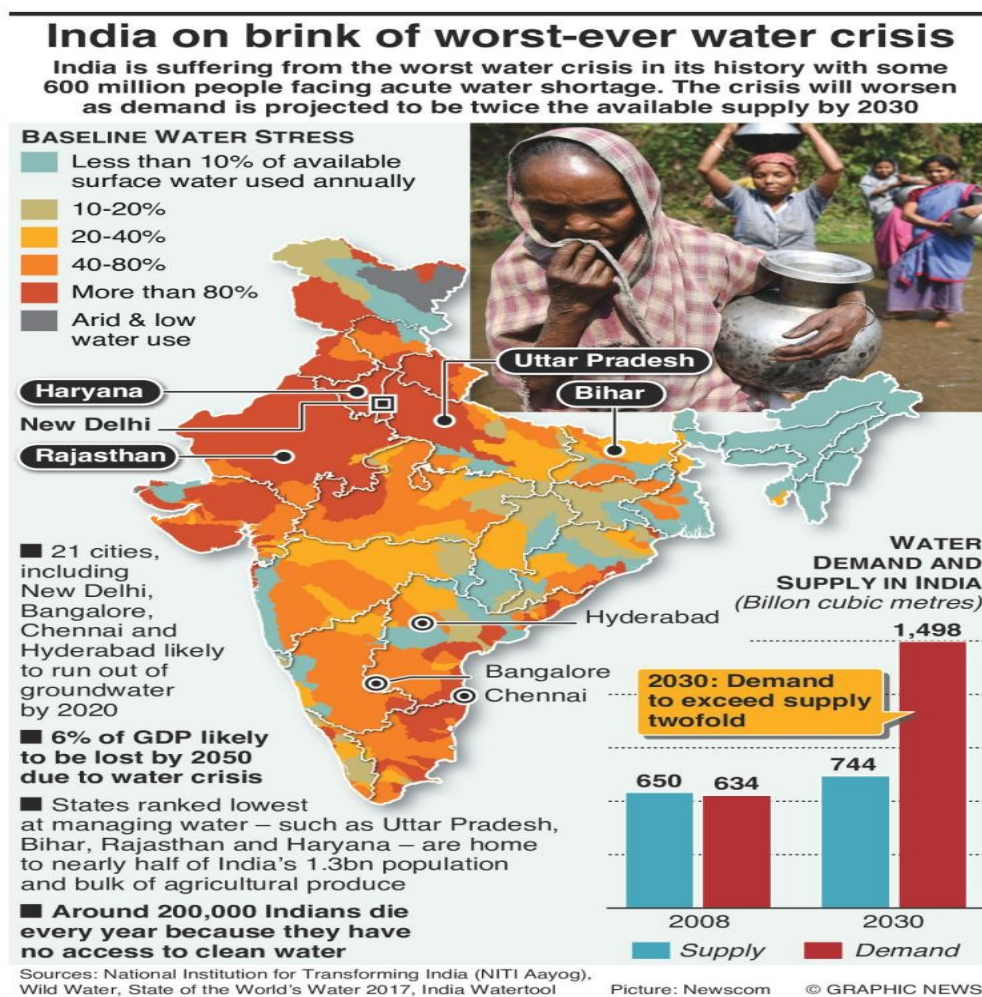 India on brink of worst-ever water crisis
India is suffering from the worst water crisis in its history with some
600 million people facing acute water shortage. The crisis will worsen
as demand is projected to be twice the available supply by 2030
BASELINE WATER STRESS
Less than 10% of available
surface water used annually
10-20%
20-40%
40-80%
More than 80%
Arid & low
water use
Uttar Pradesh
Haryana
Bihar
New Delhi
Rajasthan
Hyderabad
Bangalore
Chennai
■ 21 cities,
including
New Delhi,
Bangalore,
Chennai and
Hyderabad likely
to run out of
groundwater
by 2020
■ 6% of GDP likely
to be lost by 2050
due to water crisis
■ States ranked lowest
at managing water – such as Uttar Pradesh,
Bihar, Rajasthan and Haryana – are home
to nearly half of India's 1.3bn population
and bulk of agricultural produce
■ Around 200,000 Indians die
every year because they have
no access to clean water
WATER
DEMAND AND
SUPPLY IN INDIA
(Billon cubic metres)
1,498
2030: Demand
to exceed supply
twofold
744
650
634
2008
2030
Supply
Demand
Sources: National Institution for Transforming India (NITI Aayog),
Wild Water, State of the World's Water 2017, India Watertool
Picture: Newscom
© GRAPHIC NEWS